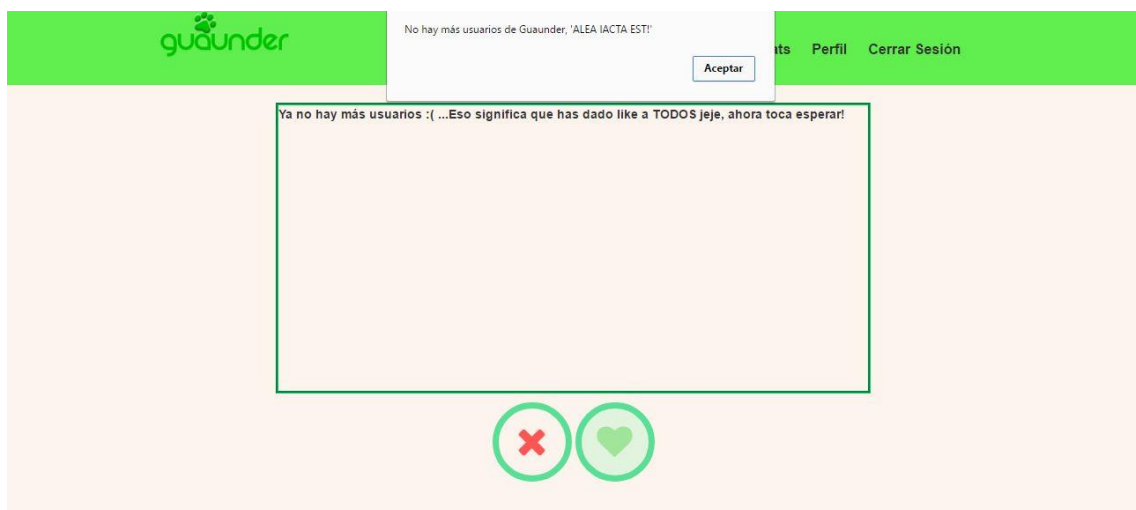 guaunder
No hay más usuarios de Guaunder, 'ALEA IACTA EST!'
Aceptar
Perfil
Cerrar Sesión
Ya no hay más usuarios :( ...Eso significa que has dado like a TODOS jeje, ahora toca esperar!